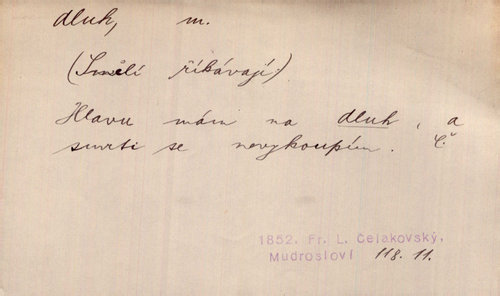 dluh, m.
(Smělí říkávají)
Hlavu mám na dluh, a
smrti se nevykoupím. Č.
1852. Fr. L. Čelakovský,
Mudrosloví 118. 11.